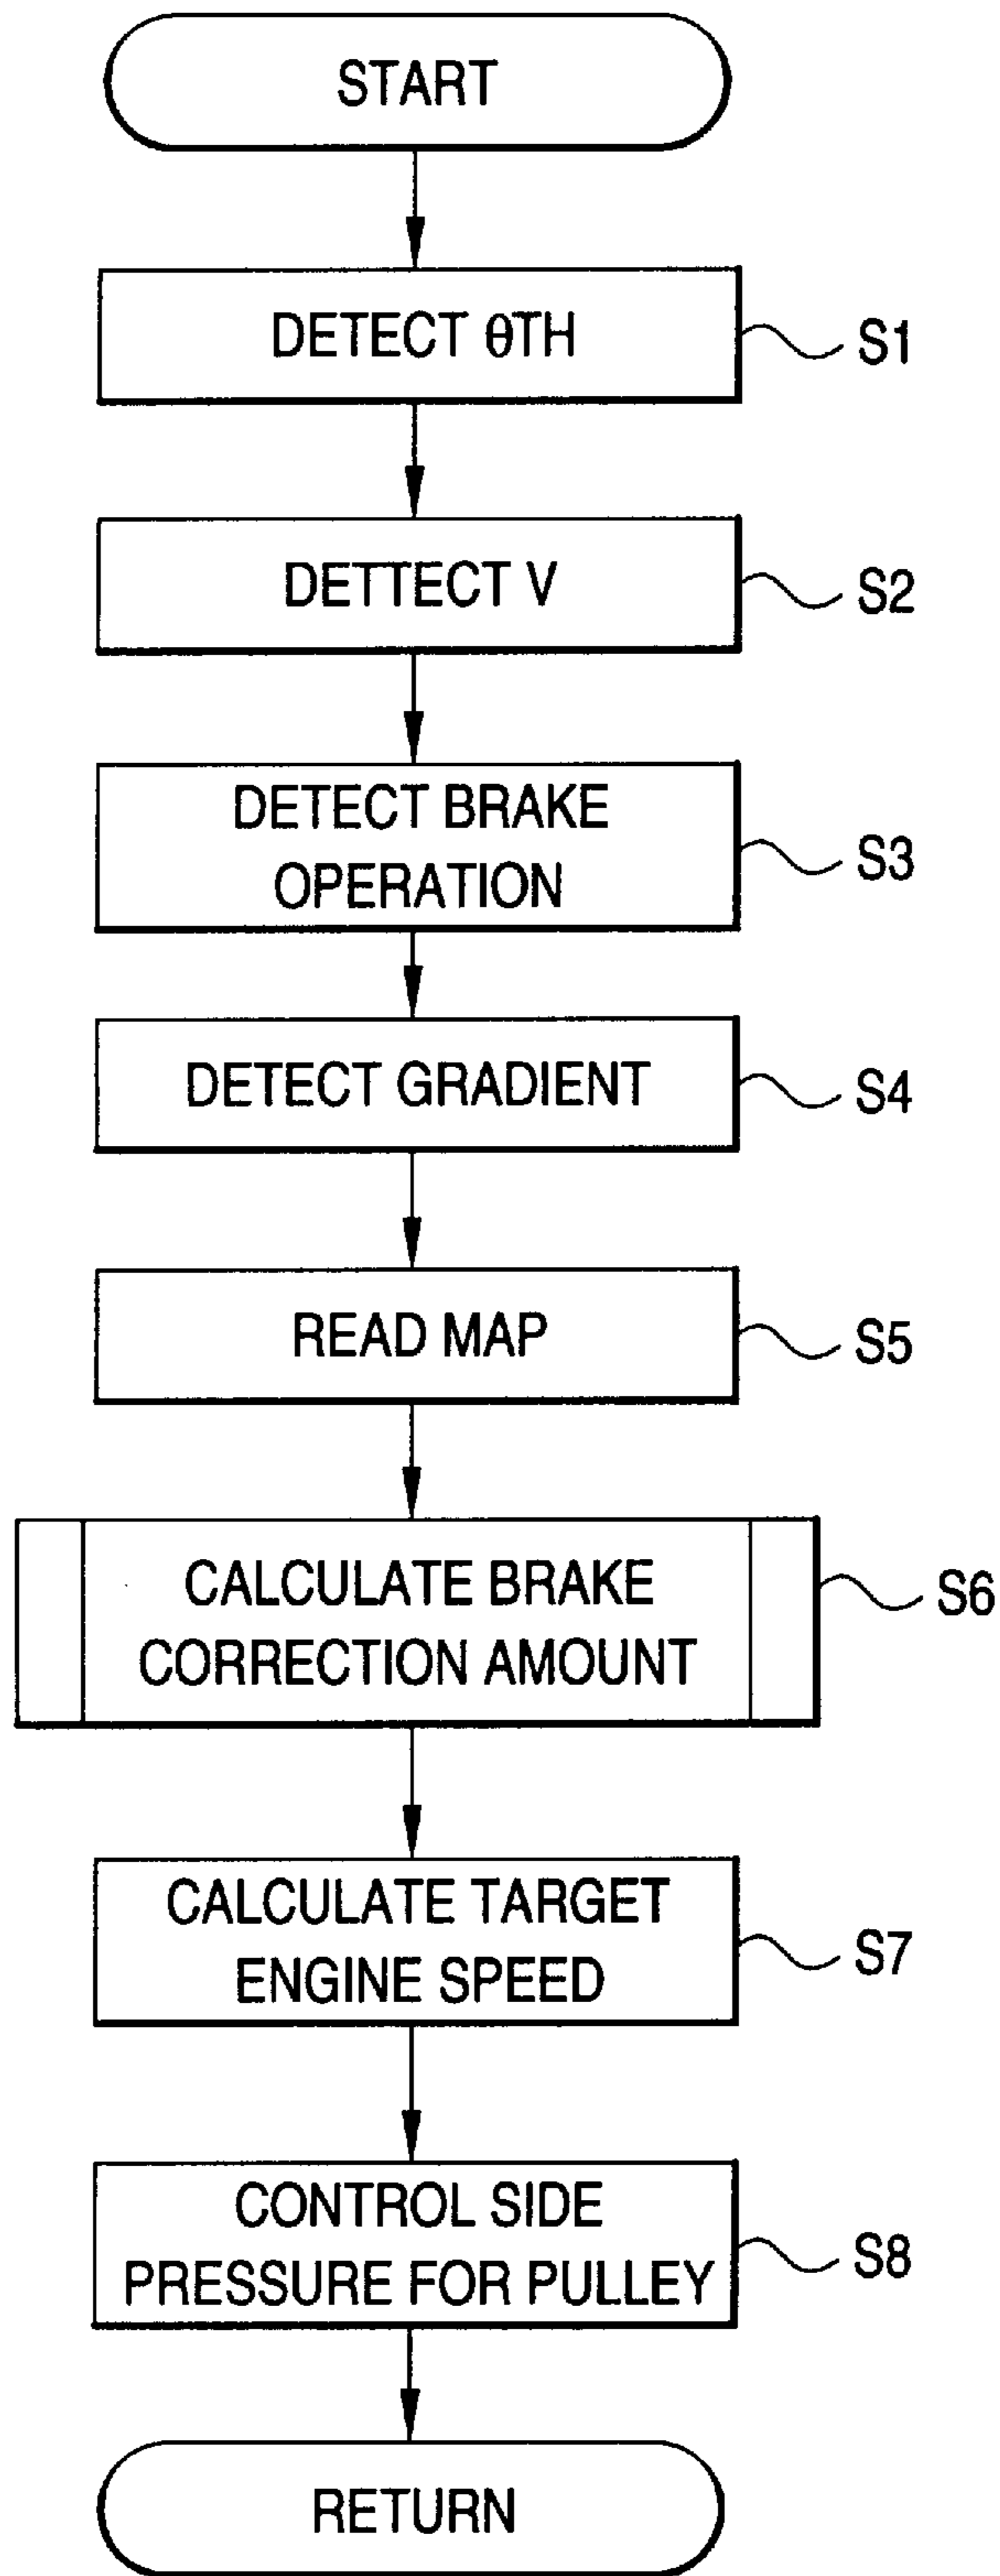 START
DETECT θTH
S1
DETTECT V
S2
DETECT BRAKE
OPERATION
S3
DETECT GRADIENT
S4
READ MAP
S5
CALCULATE BRAKE
CORRECTION AMOUNT
S6
CALCULATE TARGET
ENGINE SPEED
S7
CONTROL SIDE
PRESSURE FOR PULLEY
S8
RETURN